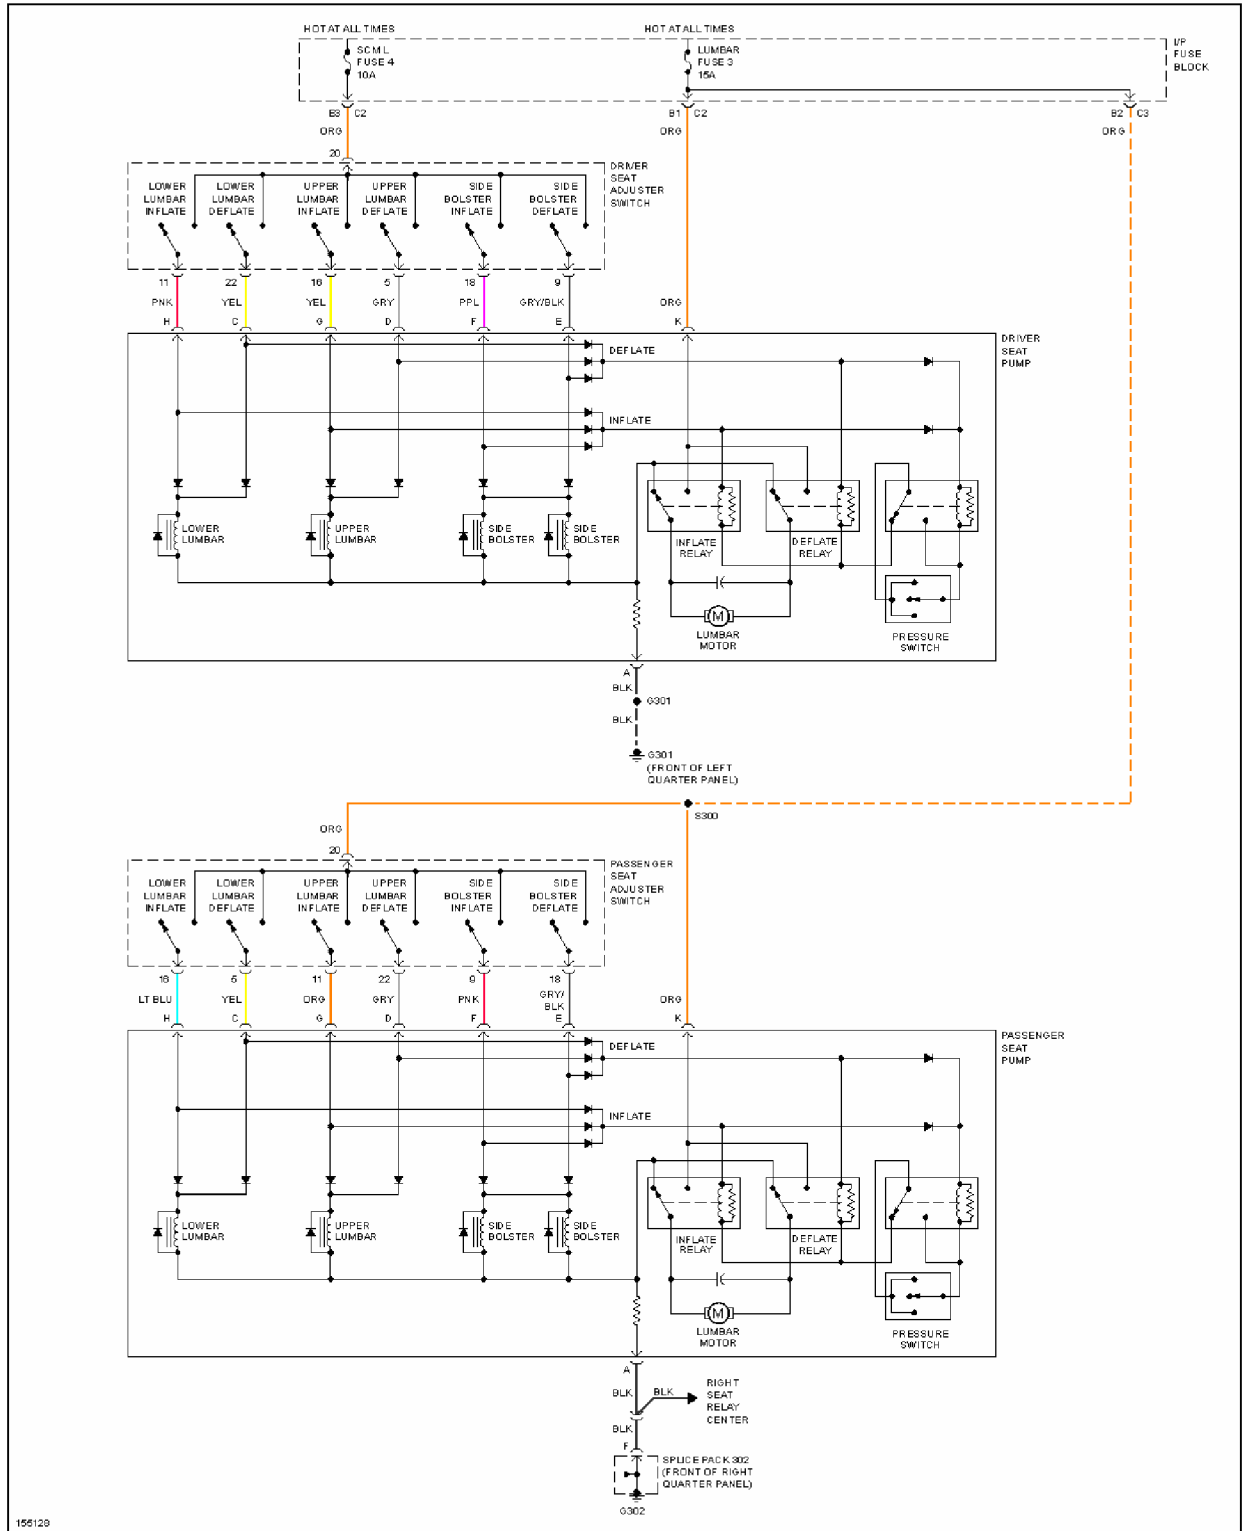 HOT AT ALL TIMES
HOT AT ALL TIMES
SCM L
FUSE 4
10A
LUMBAR
FUSE 3
15A
I/P
FUSE
BLOCK
B3 C2
B1 C2
B2 C3
ORG
ORG
ORG
20
DRIVER
SEAT
ADJUSTER
SWITCH
LOWER
LUMBAR
INFLATE
LOWER
LUMBAR
DEFLATE
UPPER
LUMBAR
INFLATE
UPPER
LUMBAR
DEFLATE
SIDE
BOLSTER
INFLATE
SIDE
BOLSTER
DEFLATE
11 22 16 5 18 9
PNK YEL YEL GRY PPL GRY/BLK ORG
H C G D F E K
DRIVER
SEAT
PUMP
DEFLATE
INFLATE
LOWER
LUMBAR
UPPER
LUMBAR
SIDE
BOLSTER
SIDE
BOLSTER
INFLATE
RELAY
DEFLATE
RELAY
M
LUMBAR
MOTOR
PRESSURE
SWITCH
A
BLK
G301
BLK
G301
(FRONT OF LEFT
QUARTER PANEL)
S300
ORG
20
PASSENGER
SEAT
ADJUSTER
SWITCH
LOWER
LUMBAR
INFLATE
LOWER
LUMBAR
DEFLATE
UPPER
LUMBAR
INFLATE
UPPER
LUMBAR
DEFLATE
SIDE
BOLSTER
INFLATE
SIDE
BOLSTER
DEFLATE
16 5 11 22 9 18
LT BLU YEL ORG GRY PNK GRY/
BLK
ORG
H C G D F E K
PASSENGER
SEAT
PUMP
DEFLATE
INFLATE
LOWER
LUMBAR
UPPER
LUMBAR
SIDE
BOLSTER
SIDE
BOLSTER
INFLATE
RELAY
DEFLATE
RELAY
M
LUMBAR
MOTOR
PRESSURE
SWITCH
A
BLK
BLK
RIGHT
SEAT
RELAY
CENTER
BLK
F
SPLICE PACK 302
(FRONT OF RIGHT
QUARTER PANEL)
G302
155128